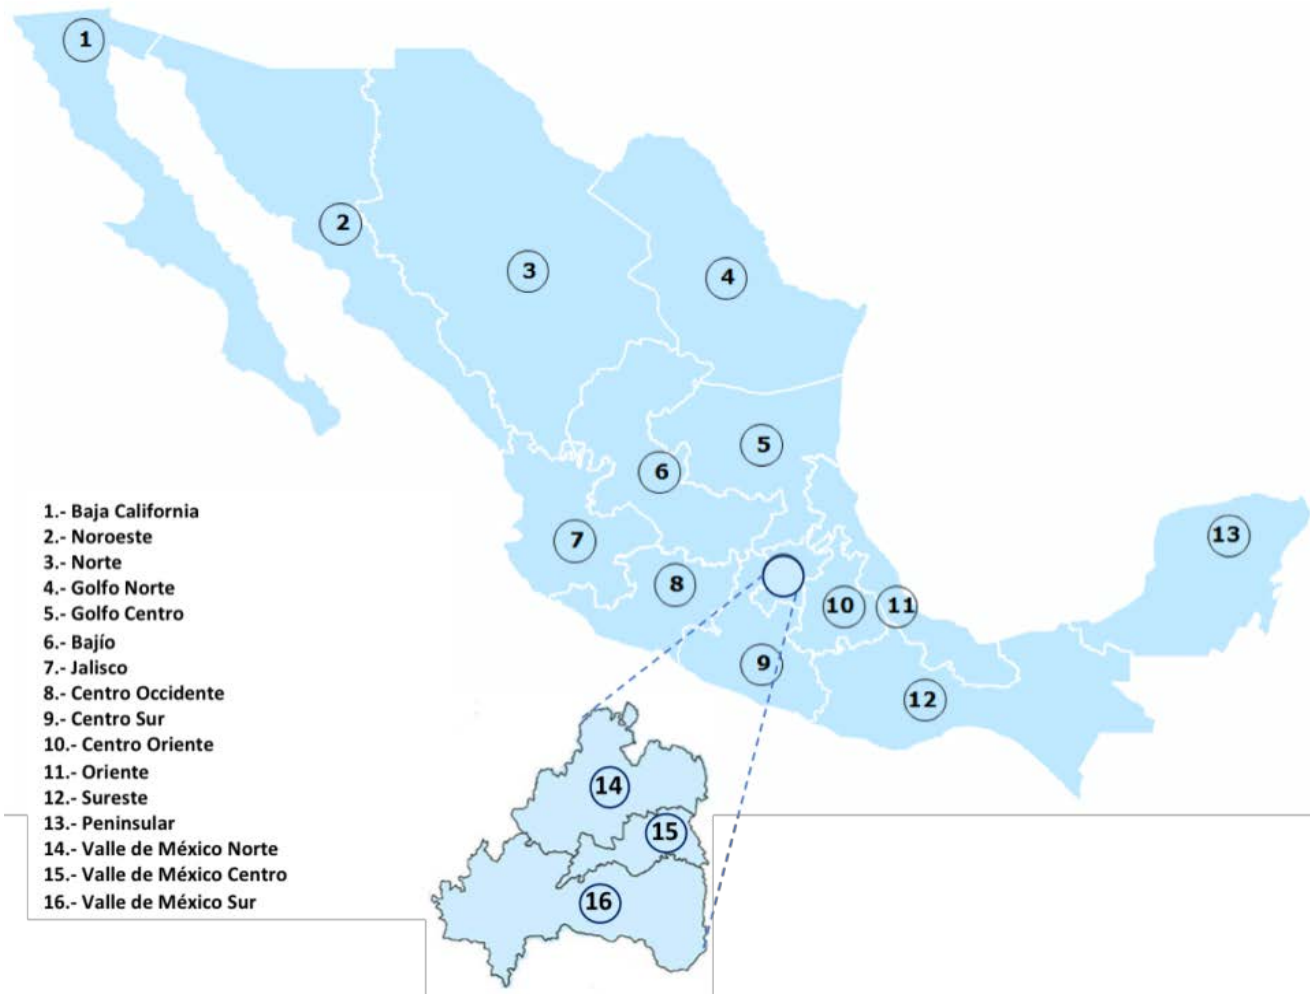 1
2
3
4
5
6
7
8
9
10
11
12
13
1.- Baja California
2.- Noroeste
3.- Norte
4.- Golfo Norte
5.- Golfo Centro
6.- Bajío
7.- Jalisco
8.- Centro Occidente
9.- Centro Sur
10.- Centro Oriente
11.- Oriente
12.- Sureste
13.- Peninsular
14.- Valle de México Norte
15.- Valle de México Centro
16.- Valle de México Sur
14
15
16